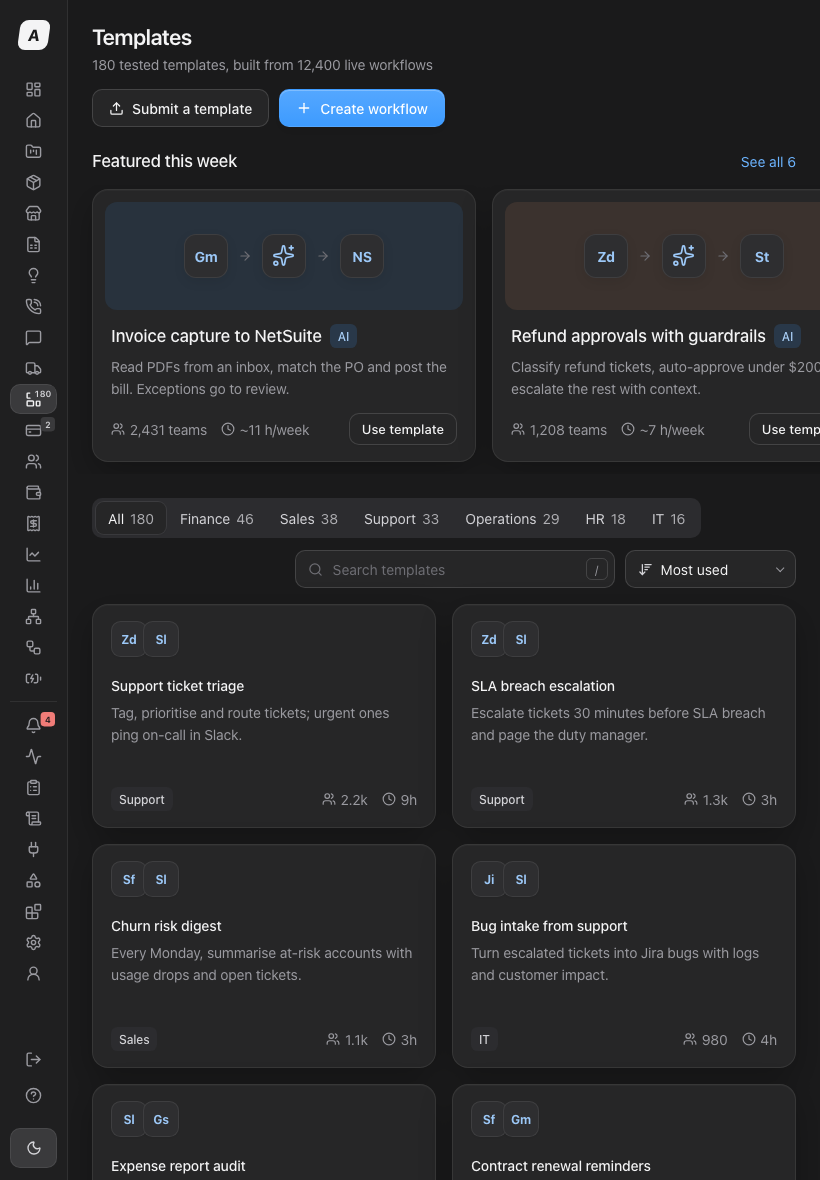 A
Templates
180 tested templates, built from 12,400 live workflows
Submit a template
Create workflow
Featured this week
See all 6
Gm
NS
Invoice capture to NetSuite AI
Read PDFs from an inbox, match the PO and post the
bill. Exceptions go to review.
2,431 teams ~11 h/week Use template
Zd
St
Refund approvals with guardrails AI
Classify refund tickets, auto-approve under $200
escalate the rest with context.
1,208 teams ~7 h/week Use temp
180
2
4
All 180 Finance 46 Sales 38 Support 33 Operations 29 HR 18 IT 16
Search templates /
Most used
Zd Sl
Support ticket triage
Tag, prioritise and route tickets; urgent ones
ping on-call in Slack.
Support 2.2k 9h
Zd Sl
SLA breach escalation
Escalate tickets 30 minutes before SLA breach
and page the duty manager.
Support 1.3k 3h
Sf Sl
Churn risk digest
Every Monday, summarise at-risk accounts with
usage drops and open tickets.
Sales 1.1k 3h
Ji Sl
Bug intake from support
Turn escalated tickets into Jira bugs with logs
and customer impact.
IT 980 4h
Sl Gs
Expense report audit
Sf Gm
Contract renewal reminders